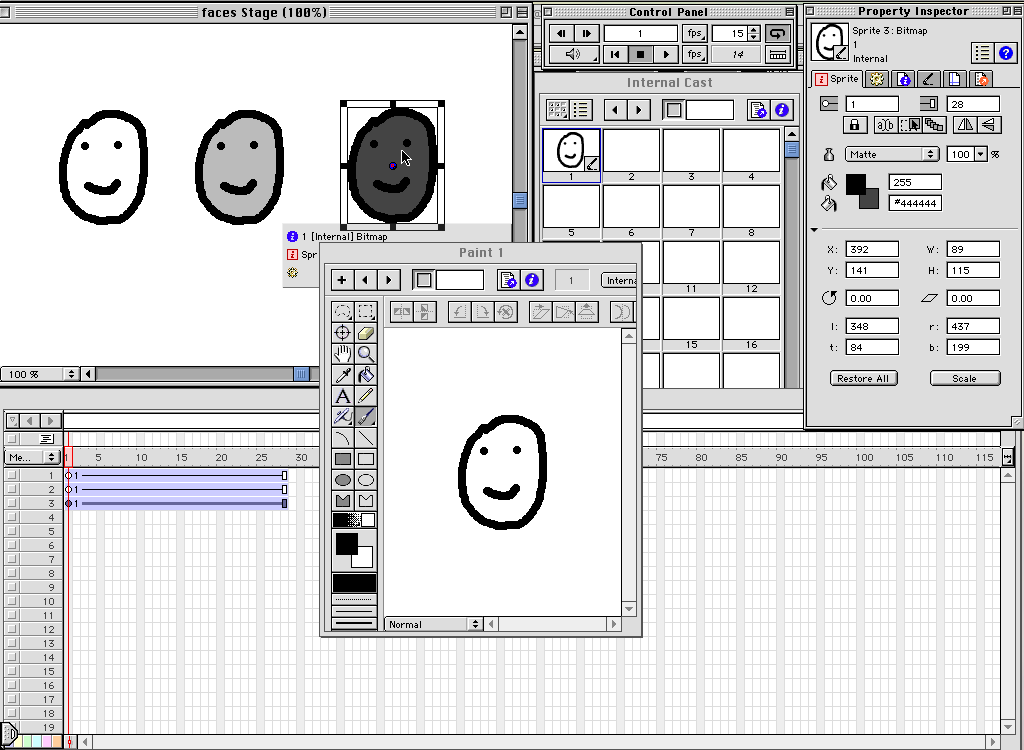 faces Stage (100%)
100 %
1 [Internal] Bitmap
Spr
Control Panel
1
fps
15
fps
14
Internal Cast
1
2
3
4
5
6
7
8
11
12
15
16
Property Inspector
Sprite 3: Bitmap
1
Internal
Sprite
1
28
Matte
100
%
255
#444444
X:
392
W:
89
Y:
141
H:
115
0.00
0.00
l:
348
r:
437
t:
84
b:
199
Restore All
Scale
Paint 1
1
Interna
A
Normal
Me...
1
5
10
15
20
25
30
75
80
85
90
95
100
105
110
115
1
1
2
1
3
1
4
5
6
7
8
9
10
11
12
13
14
15
16
17
18
19